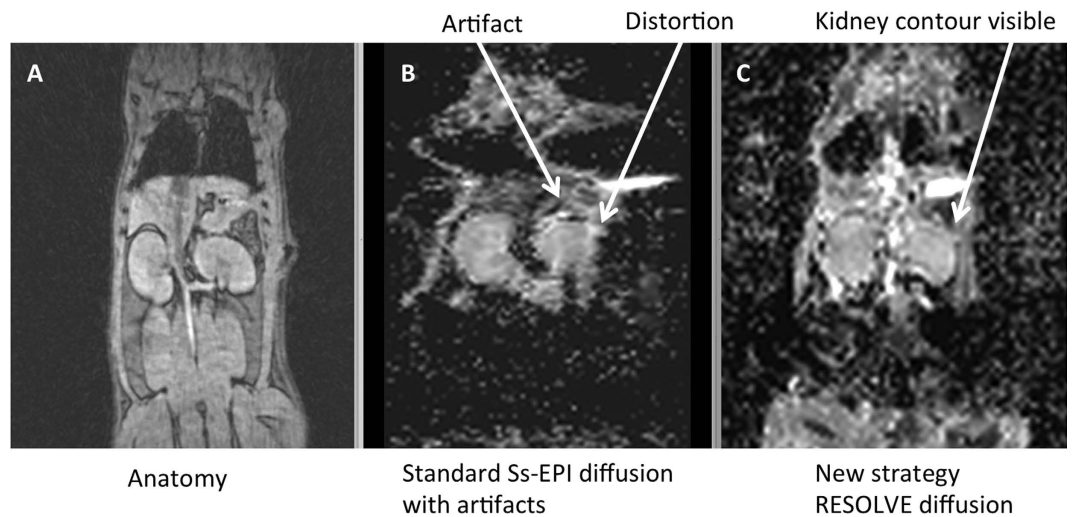 Artifact
Distortion
Kidney contour visible
A
B
C
Anatomy
Standard Ss-EPI diffusion
with artifacts
New strategy
RESOLVE diffusion